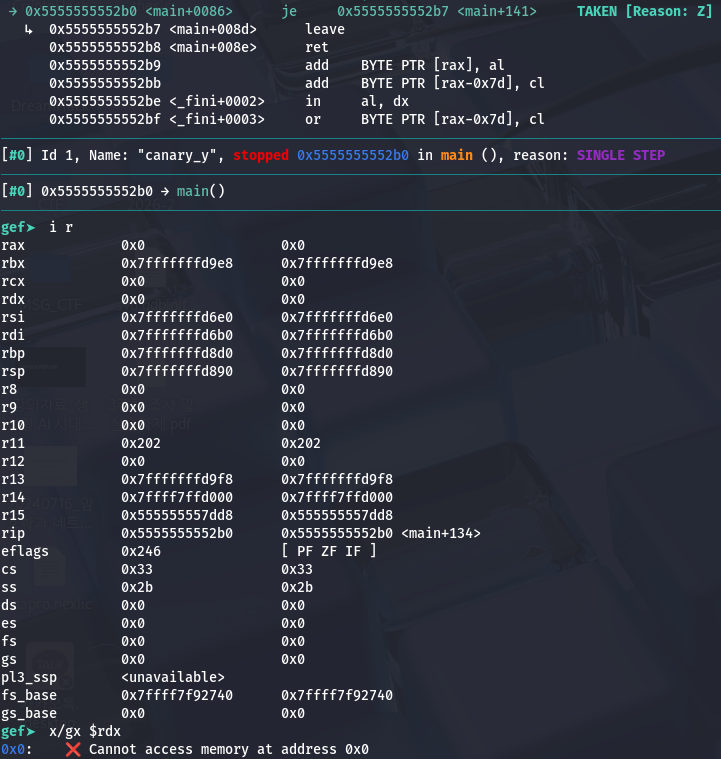 → 0x5555555552b0 <main+0086> je 0x5555555552b7 <main+141> TAKEN [Reason: Z]
↳ 0x5555555552b7 <main+008d> leave
0x5555555552b8 <main+008e> ret
0x5555555552b9 add BYTE PTR [rax], al
0x5555555552bb add BYTE PTR [rax-0x7d], cl
0x5555555552be <_fini+0002> in al, dx
0x5555555552bf <_fini+0003> or BYTE PTR [rax-0x7d], cl
[#0] Id 1, Name: "canary_y", stopped 0x5555555552b0 in main (), reason: SINGLE STEP
[#0] 0x5555555552b0 → main()
gef➤ i r
rax 0x0 0x0
rbx 0x7fffffffd9e8 0x7fffffffd9e8
rcx 0x0 0x0
rdx 0x0 0x0
rsi 0x7fffffffd6e0 0x7fffffffd6e0
rdi 0x7fffffffd6b0 0x7fffffffd6b0
rbp 0x7fffffffd8d0 0x7fffffffd8d0
rsp 0x7fffffffd890 0x7fffffffd890
r8 0x0 0x0
r9 0x0 0x0
r10 0x0 0x0
r11 0x202 0x202
r12 0x0 0x0
r13 0x7fffffffd9f8 0x7fffffffd9f8
r14 0x7ffff7ffd000 0x7ffff7ffd000
r15 0x555555557dd8 0x555555557dd8
rip 0x5555555552b0 0x5555555552b0 <main+134>
eflags 0x246 [ PF ZF IF ]
cs 0x33 0x33
ss 0x2b 0x2b
ds 0x0 0x0
es 0x0 0x0
fs 0x0 0x0
gs 0x0 0x0
pl3_ssp <unavailable>
fs_base 0x7ffff7f92740 0x7ffff7f92740
gs_base 0x0 0x0
gef➤ x/gx $rdx
0x0: ❌ Cannot access memory at address 0x0